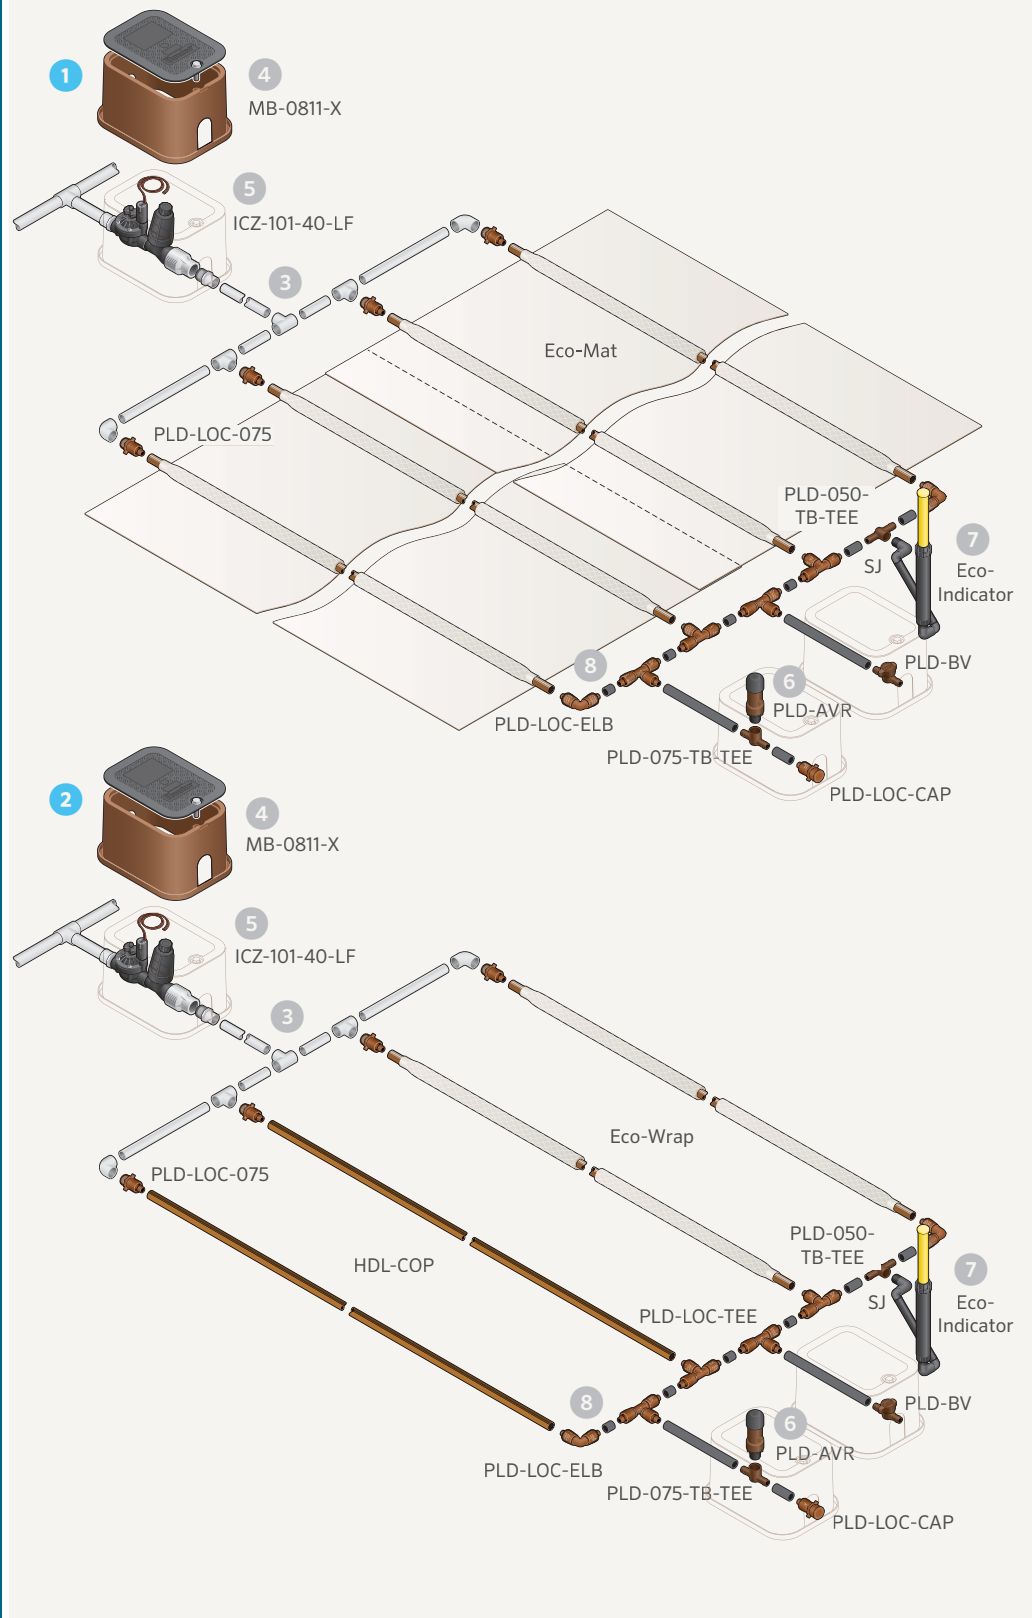 1
4
MB-0811-X
5
ICZ-101-40-LF
3
Eco-Mat
PLD-LOC-075
PLD-050-
TB-TEE
7
SJ
Eco-
Indicator
8
PLD-BV
6
PLD-AVR
PLD-LOC-ELB
PLD-075-TB-TEE
PLD-LOC-CAP
2
4
MB-0811-X
5
ICZ-101-40-LF
3
Eco-Wrap
PLD-LOC-075
PLD-050-
TB-TEE
HDL-COP
7
SJ
Eco-
Indicator
PLD-LOC-TEE
8
PLD-BV
6
PLD-AVR
PLD-LOC-ELB
PLD-075-TB-TEE
PLD-LOC-CAP